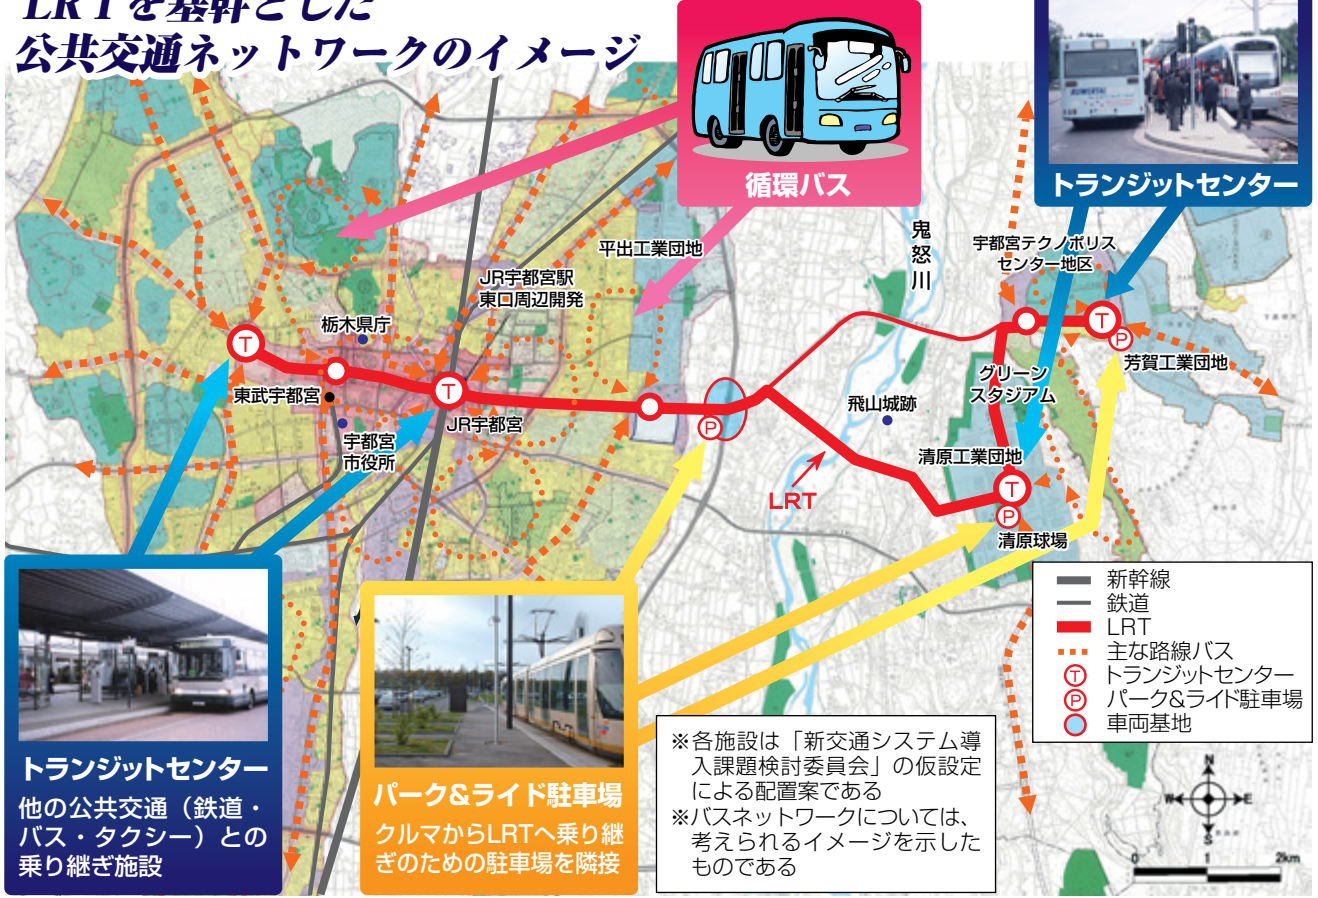 LRTを基幹とした
公共交通ネットワークのイメージ
循環バス
トランジットセンター
鬼
怒
川
宇都宮テクノポリス
センター地区
平出工業団地
JR宇都宮駅
東口周辺開発
栃木県庁
T
T
T
P
芳賀工業団地
グリーン
スタジアム
東武宇都宮
JR宇都宮
飛山城跡
P
宇都宮
市役所
清原工業団地
LRT
T
P
清原球場
新幹線
鉄道
LRT
主な路線バス
T トランジットセンター
P パーク&ライド駐車場
車両基地
トランジットセンター
他の公共交通（鉄道・
バス・タクシー）との
乗り継ぎ施設
パーク&ライド駐車場
クルマからLRTへ乗り継
ぎのための駐車場を隣接
※各施設は「新交通システム導
入課題検討委員会」の仮設定
による配置案である
※バスネットワークについては、
考えられるイメージを示した
ものである
N
W E
S
0 1 2km